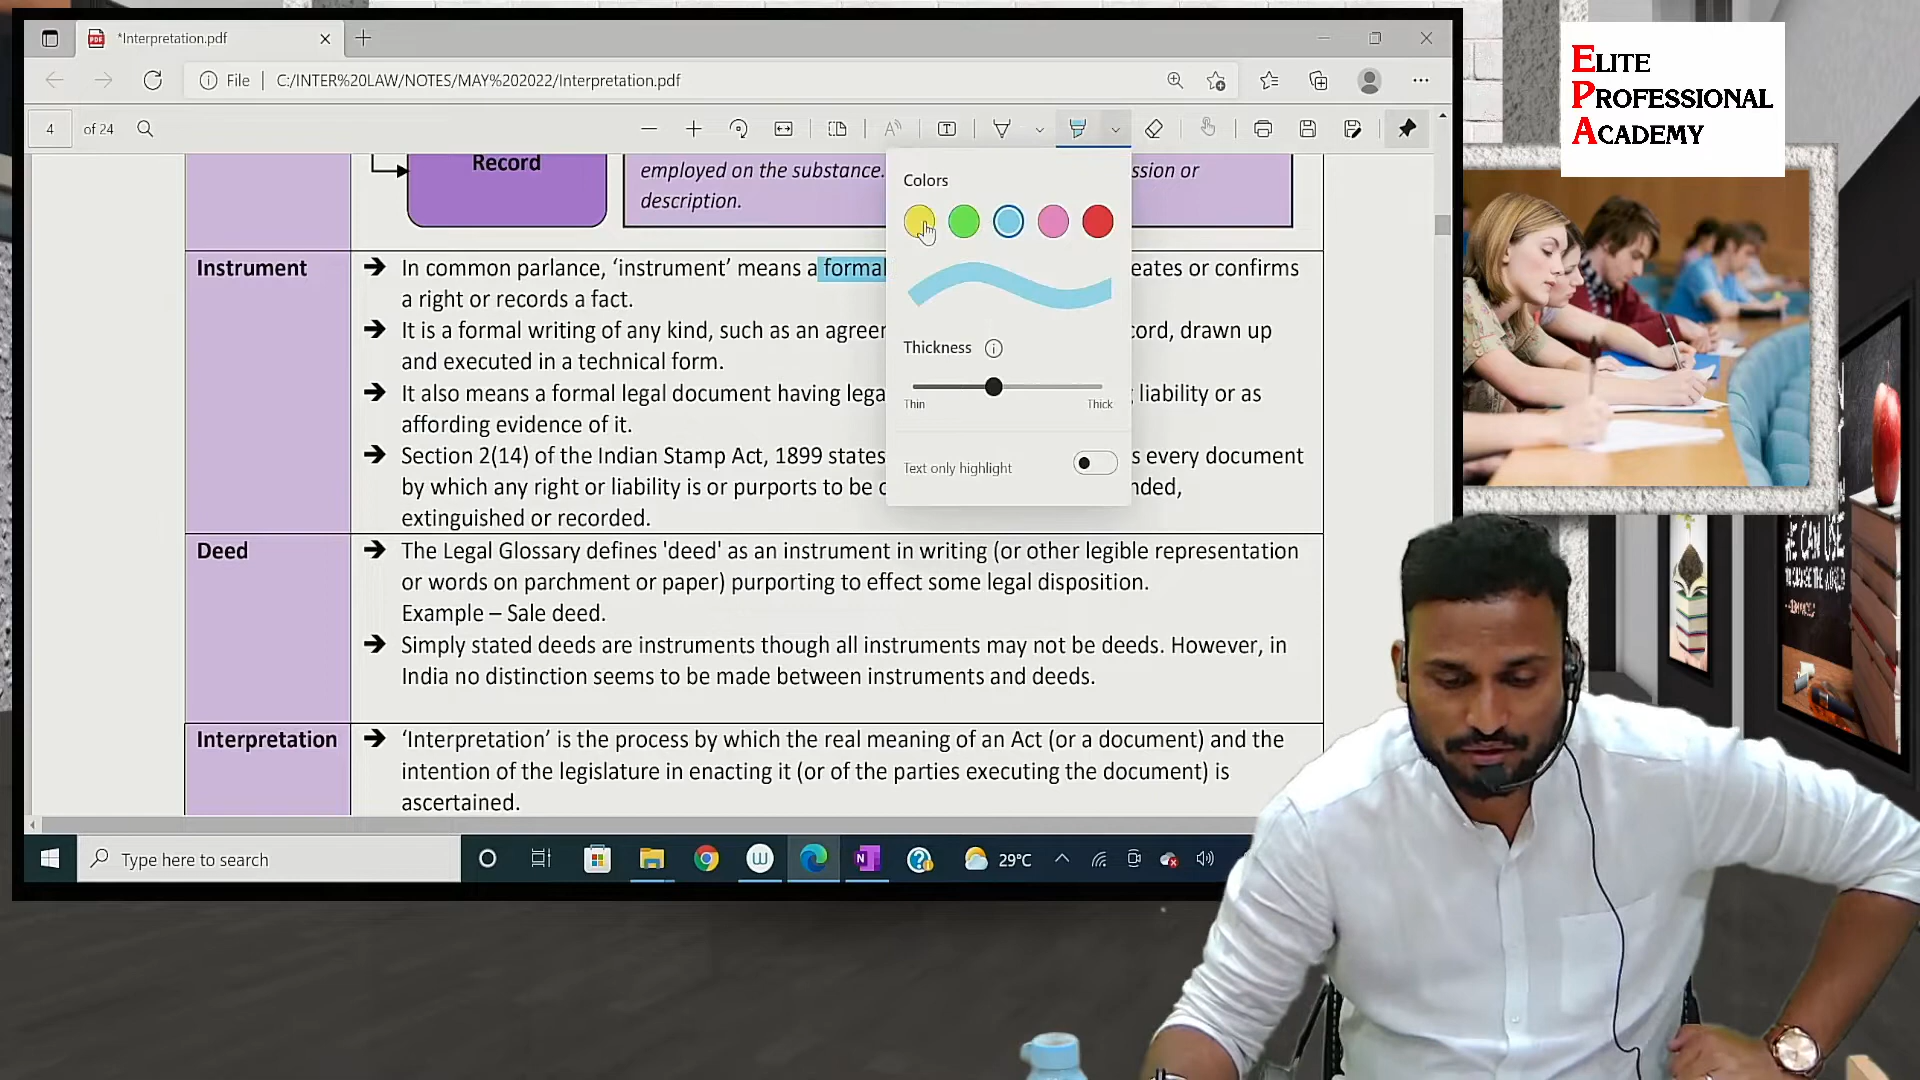 *Interpretation.pdf
File | C:/INTER%20LAW/NOTES/MAY%202022/Interpretation.pdf
4 of 24
Record
employed on the substance.
ssion or
description.
Colors
Thickness
Thin
Thick
Text only highlight
Instrument
In common parlance, ‘instrument’ means a formal
eates or confirms
a right or records a fact.
It is a formal writing of any kind, such as an agreer
cord, drawn up
and executed in a technical form.
It also means a formal legal document having lega
liability or as
affording evidence of it.
Section 2(14) of the Indian Stamp Act, 1899 states
s every document
by which any right or liability is or purports to be c
nded,
extinguished or recorded.
Deed
The Legal Glossary defines 'deed' as an instrument in writing (or other legible representation
or words on parchment or paper) purporting to effect some legal disposition.
Example – Sale deed.
Simply stated deeds are instruments though all instruments may not be deeds. However, in
India no distinction seems to be made between instruments and deeds.
Interpretation
‘Interpretation’ is the process by which the real meaning of an Act (or a document) and the
intention of the legislature in enacting it (or of the parties executing the document) is
ascertained.
Type here to search
29°C
ELITE
PROFESSIONAL
ACADEMY